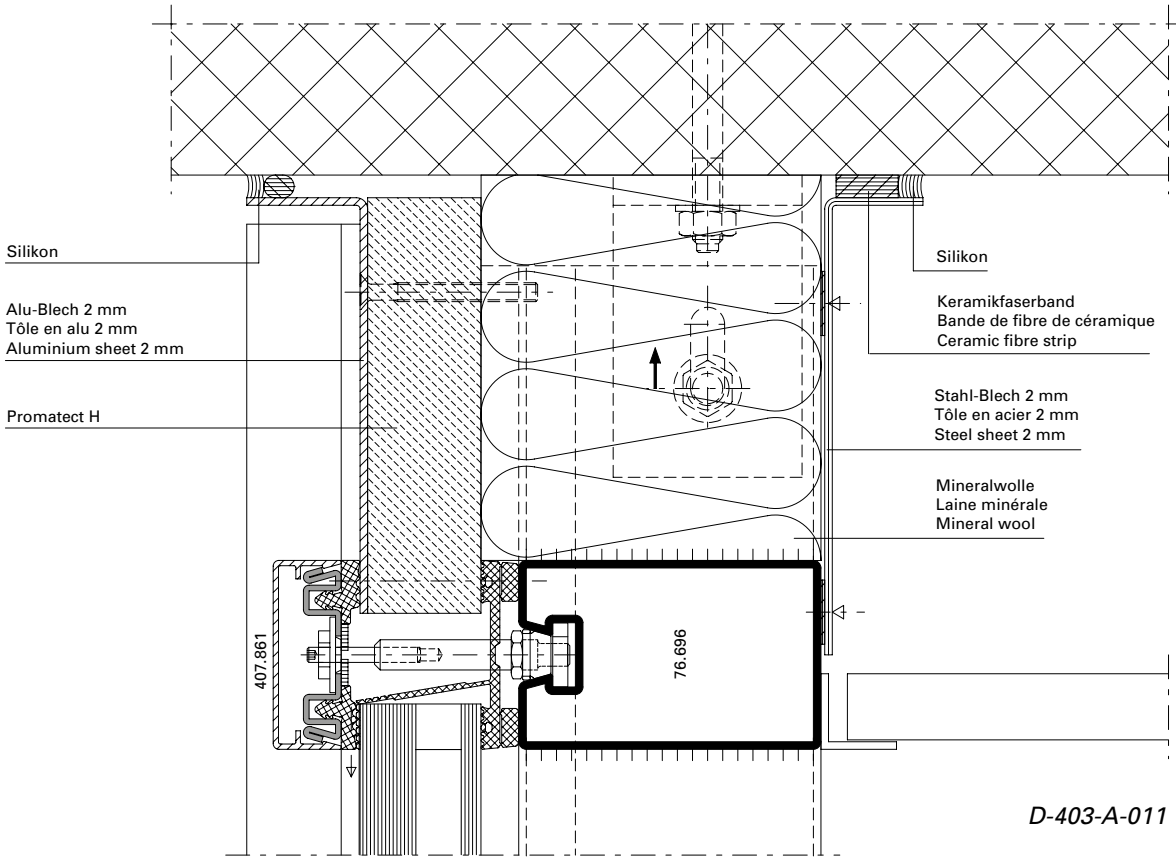 Silikon
Alu-Blech 2 mm
Tôle en alu 2 mm
Aluminium sheet 2 mm
Promatect H
407.861
76.696
Silikon
Keramikfaserband
Bande de fibre de céramique
Ceramic fibre strip
Stahl-Blech 2 mm
Tôle en acier 2 mm
Steel sheet 2 mm
Mineralwolle
Laine minérale
Mineral wool
D-403-A-011